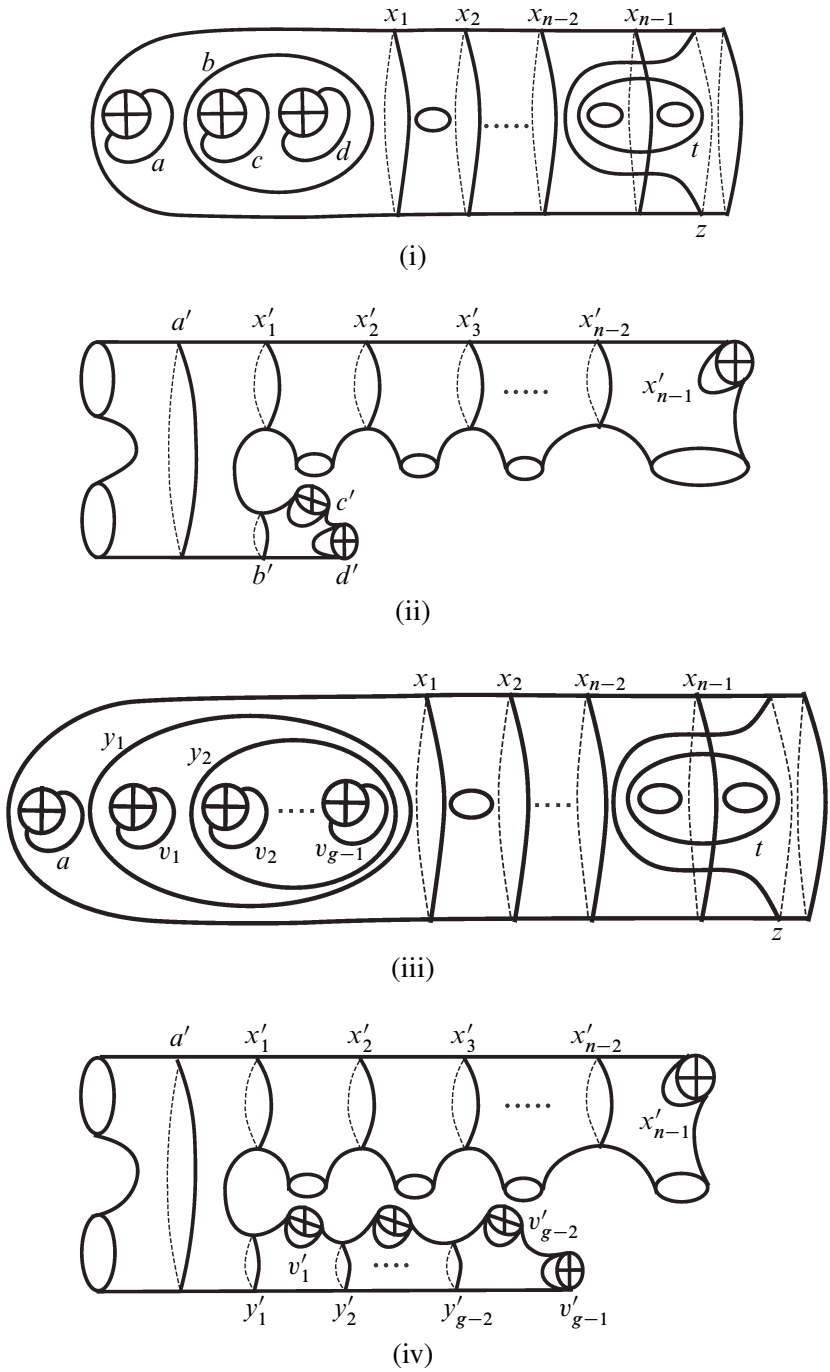 x₁ x₂ xₙ₋₂ xₙ₋₁
b
a c d ..... t
z
(i)
a′ x′₁ x′₂ x′₃ x′ₙ₋₂
..... x′ₙ₋₁
c′
b′ d′
(ii)
x₁ x₂ xₙ₋₂ xₙ₋₁
y₁ y₂
.... ....
a v₁ v₂ v_{g−1} t
z
(iii)
a′ x′₁ x′₂ x′₃ x′ₙ₋₂
.....
x′ₙ₋₁
v′_{g−2}
v′₁ ....
y′₁ y′₂ y′_{g−2} v′_{g−1}
(iv)